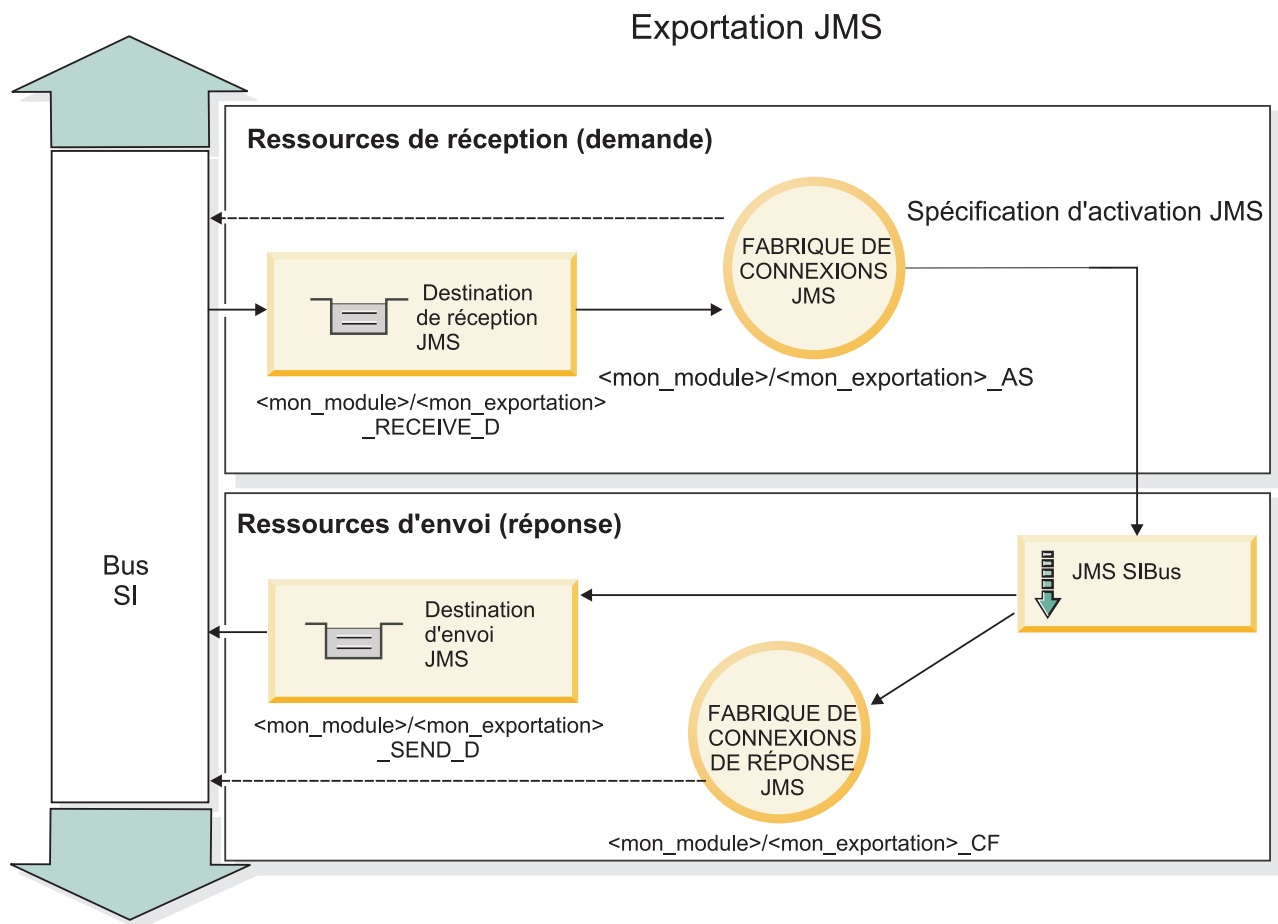 Exportation JMS
Ressources de réception (demande)
Spécification d'activation JMS
FABRIQUE DE
CONNEXIONS
JMS
Destination
de réception
JMS
<mon_module>/<mon_exportation>_AS
<mon_module>/<mon_exportation>
_RECEIVE_D
Ressources d'envoi (réponse)
Bus
SI
JMS SIBus
Destination
d'envoi
JMS
<mon_module>/<mon_exportation>
_SEND_D
FABRIQUE DE
CONNEXIONS
DE RÉPONSE
JMS
<mon_module>/<mon_exportation>_CF